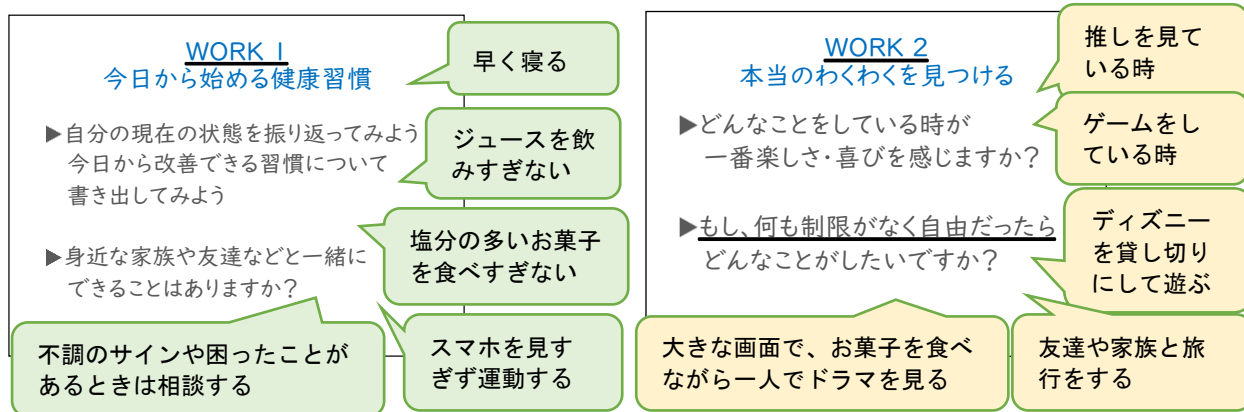 WORK 1
今日から始める健康習慣
▶自分の現在の状態を振り返ってみよう
今日から改善できる習慣について
書き出してみよう
▶身近な家族や友達などと一緒に
できることはありますか?
早く寝る
ジュースを飲
みすぎない
塩分の多いお菓子
を食べすぎない
スマホを見す
ぎず運動する
不調のサインや困ったことが
あるときは相談する
WORK 2
本当のわくわくを見つける
▶どんなことをしている時が
一番楽しさ・喜びを感じますか?
▶もし、何も制限がなく自由だったら
どんなことがしたいですか?
推しを見て
いる時
ゲームをし
ている時
ディズニー
を貸し切り
にして遊ぶ
大きな画面で、お菓子を食べ
ながら一人でドラマを見る
友達や家族と旅
行をする